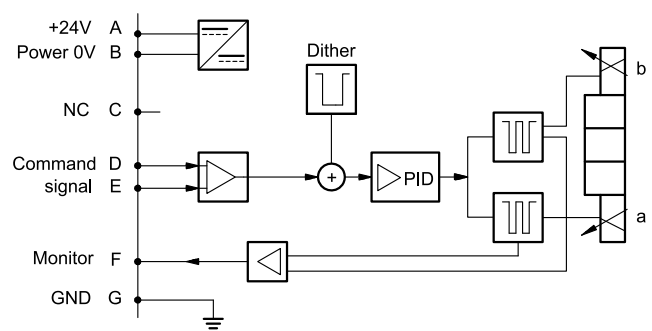 +24V A
Power 0V B
Dither
b
NC C
Command D
signal E
+
PID
a
Monitor F
GND G